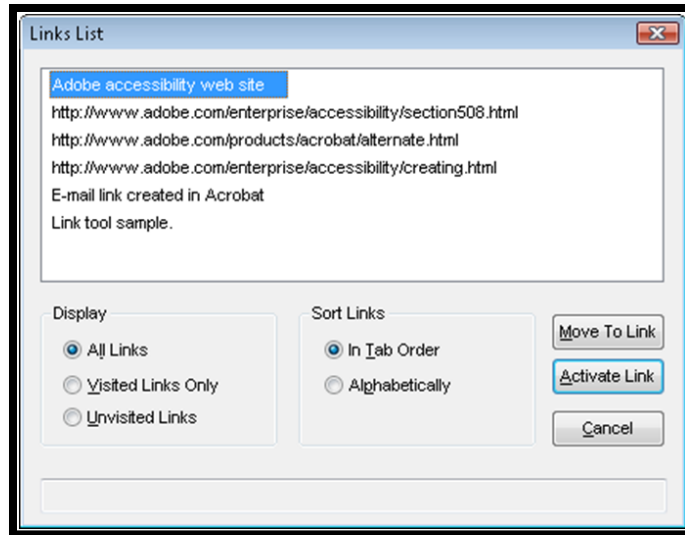 Links List
Adobe accessibility web site
http://www.adobe.com/enterprise/accessibility/section508.html
http://www.adobe.com/products/acrobat/alternate.html
http://www.adobe.com/enterprise/accessibility/creating.html
E-mail link created in Acrobat
Link tool sample.
Display
All Links
Visited Links Only
Unvisited Links
Sort Links
In Tab Order
Alphabetically
Move To Link
Activate Link
Cancel